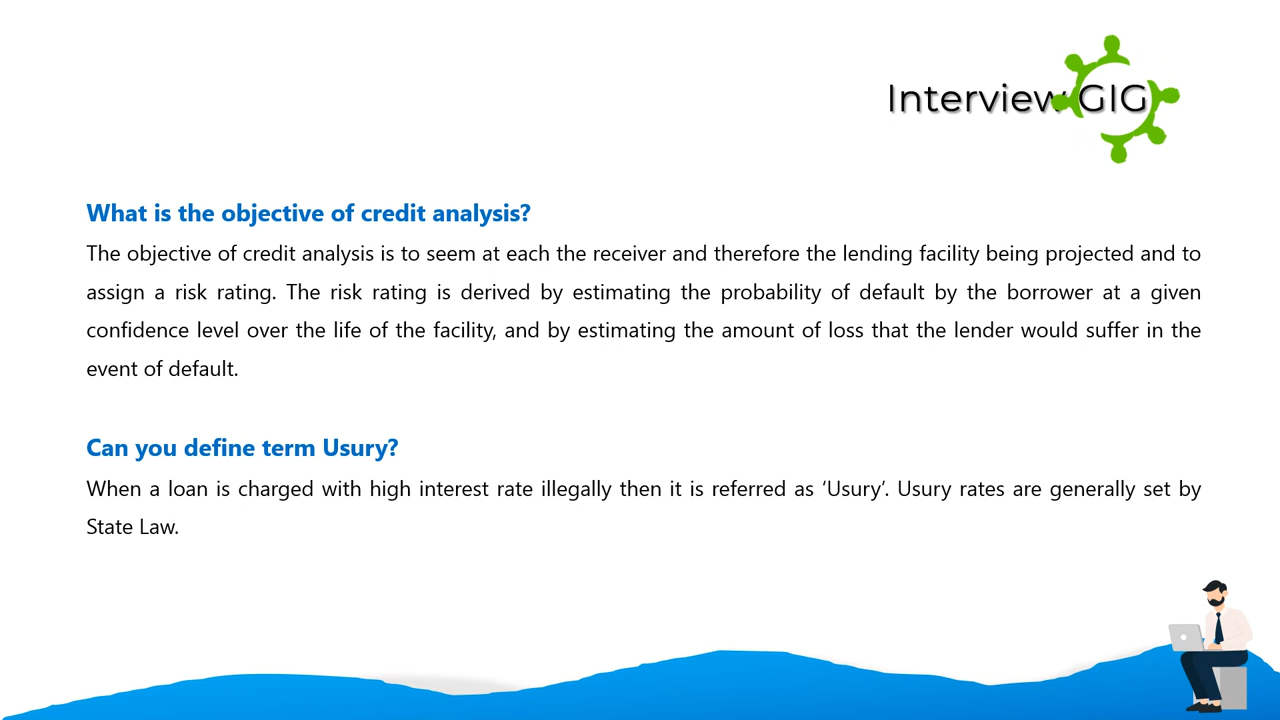 Interview GIG
What is the objective of credit analysis?
The objective of credit analysis is to seem at each the receiver and therefore the lending facility being projected and to
assign a risk rating. The risk rating is derived by estimating the probability of default by the borrower at a given
confidence level over the life of the facility, and by estimating the amount of loss that the lender would suffer in the
event of default.
Can you define term Usury?
When a loan is charged with high interest rate illegally then it is referred as ‘Usury’. Usury rates are generally set by
State Law.